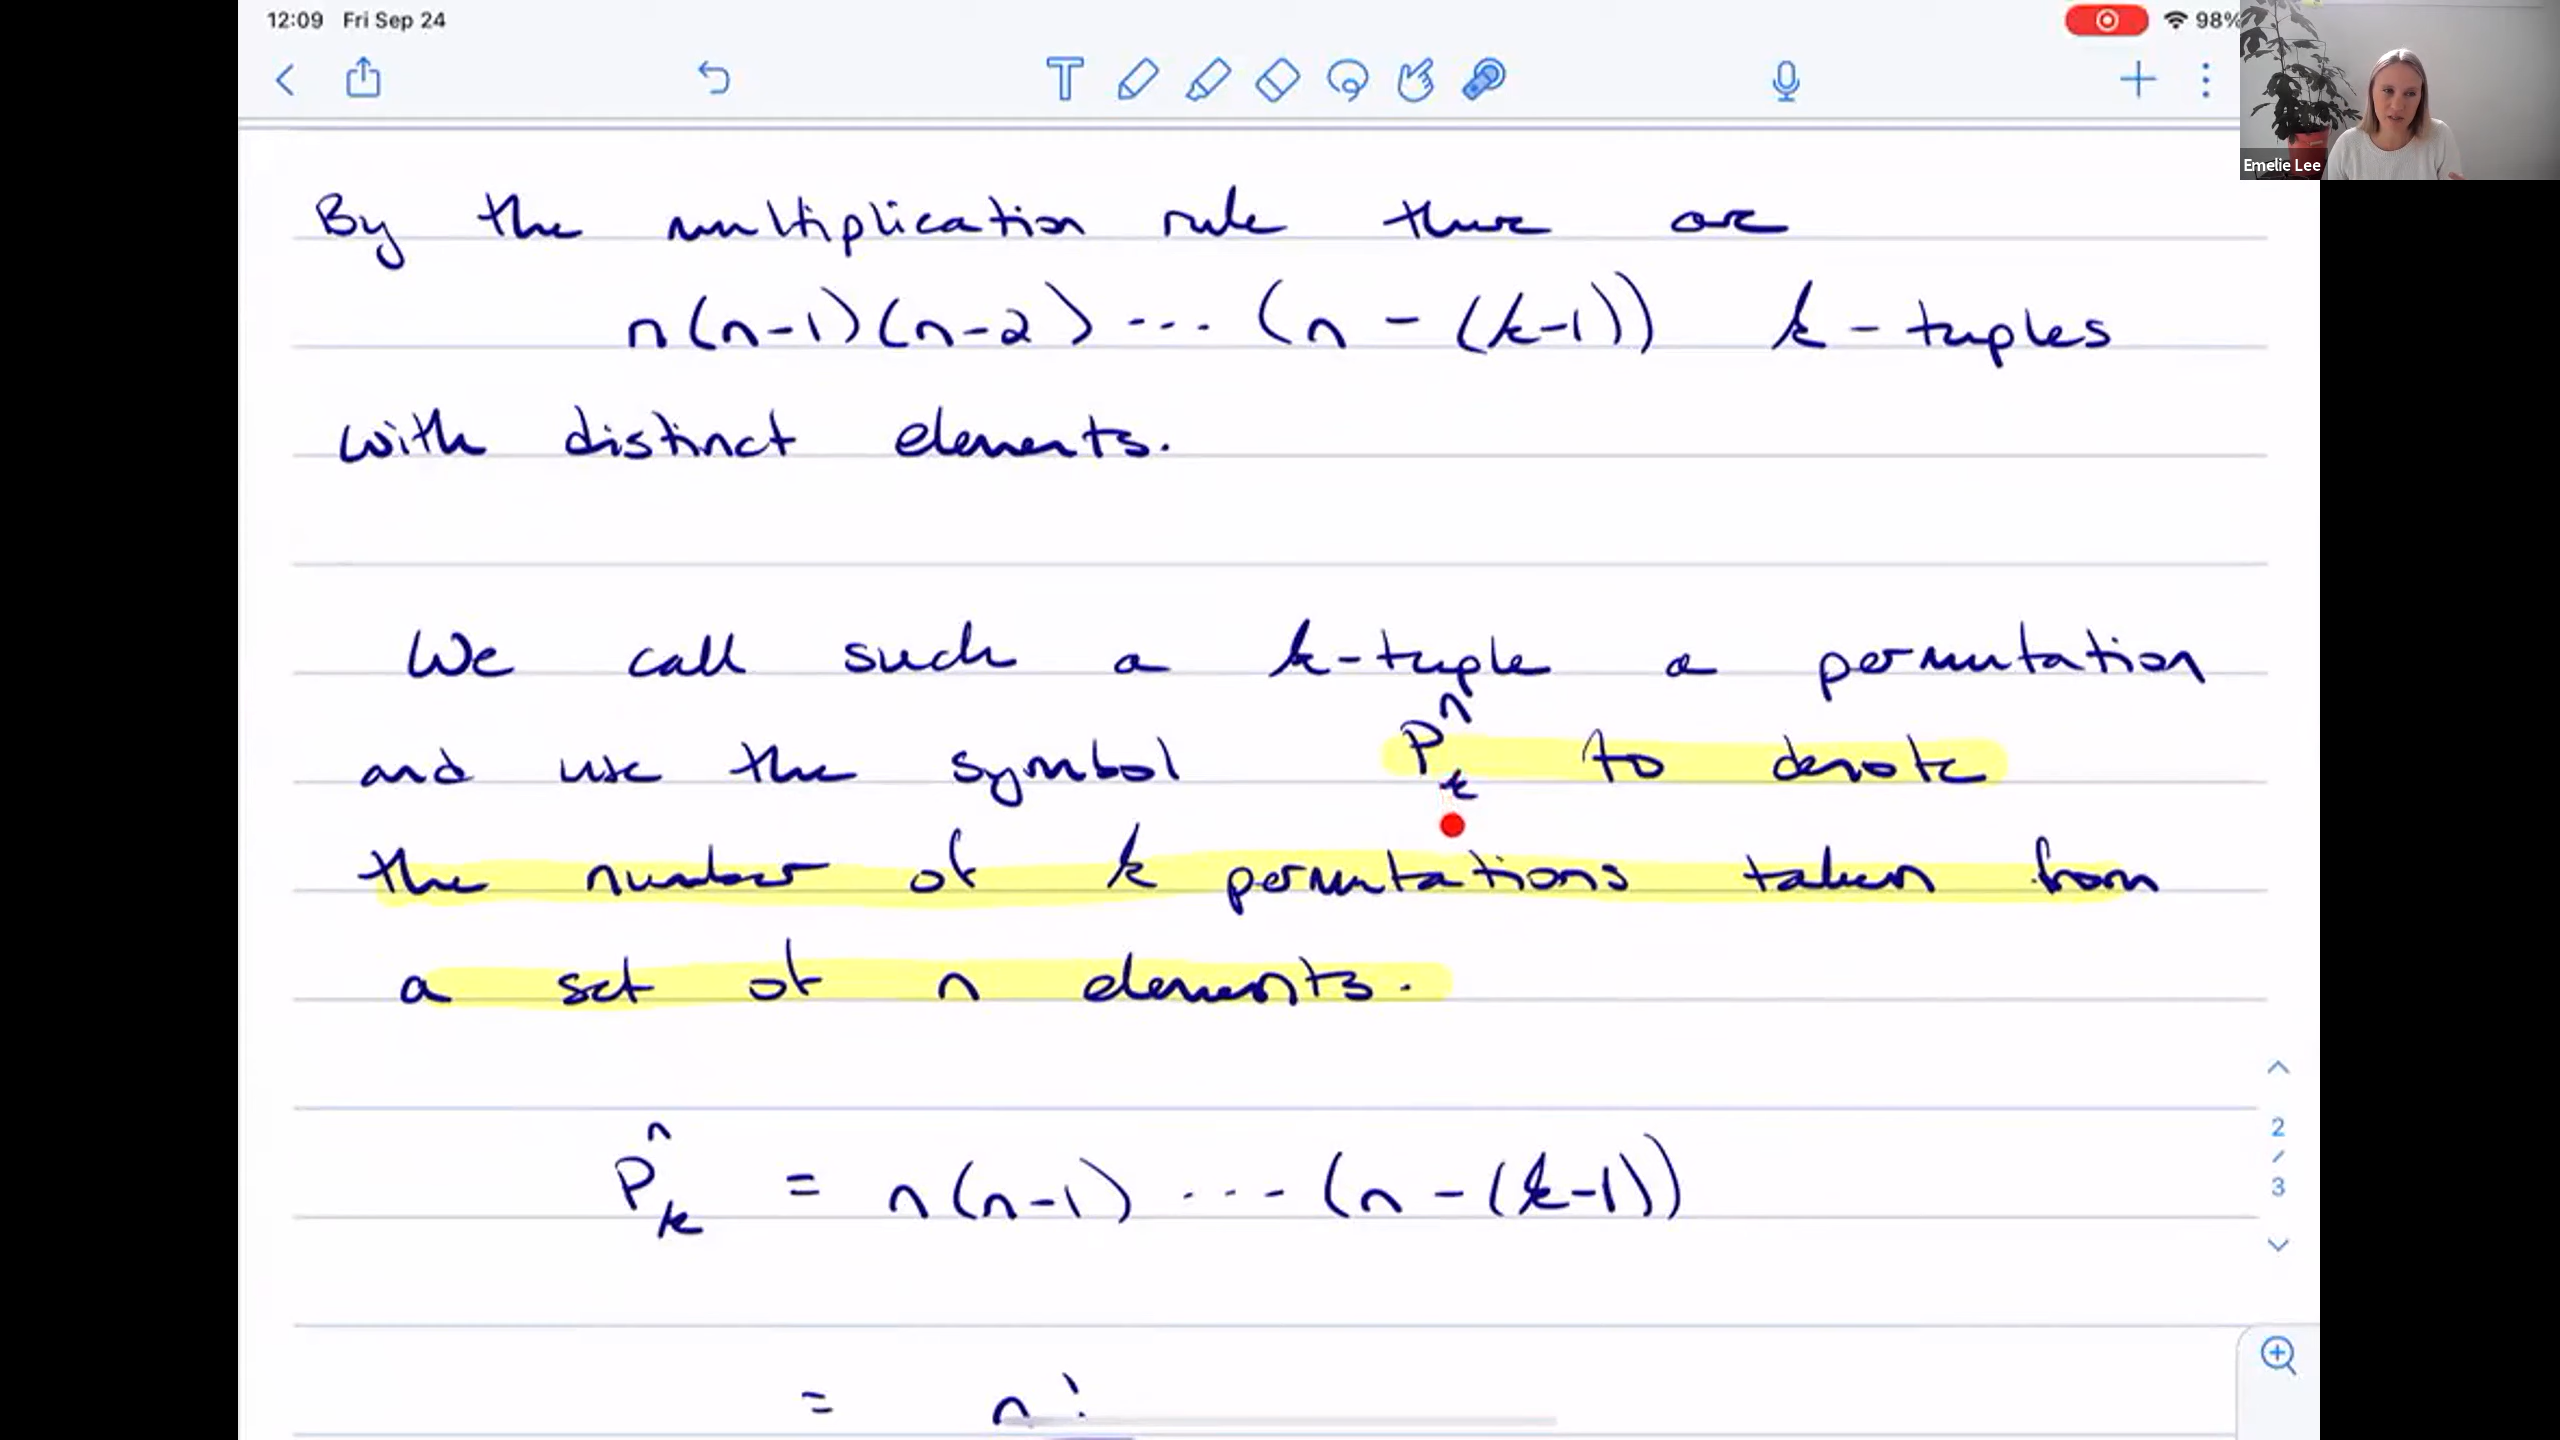 12:09 Fri Sep 24
98%
T
Emelie Lee
By the multiplication rule there are
n(n-1)(n-2) ... (n - (k-1)) k-tuples
with distinct elements.
We call such a k-tuple a permutation
and use the symbol Pⁿₖ to denote
the number of k permutations taken from
a set of n elements.
Pⁿₖ = n(n-1) ... (n - (k-1))
2
/
3
= n!